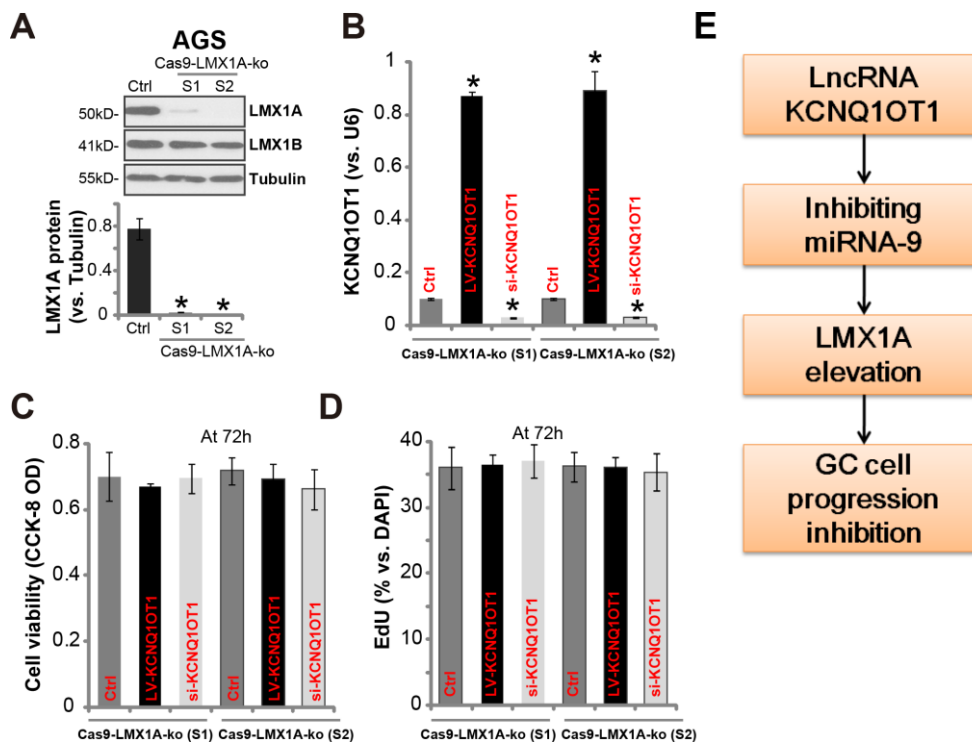 A
AGS
Cas9-LMX1A-ko
Ctrl S1 S2
50kD- LMX1A
41kD- LMX1B
55kD- Tubulin
LMX1A protein
(vs. Tubulin)
0.8
0.4
0
* *
Ctrl S1 S2
Cas9-LMX1A-ko
B
KCNQ1OT1 (vs. U6)
1
0.8
0.6
0.4
0.2
0
* * * *
Ctrl LV-KCNQ1OT1 si-KCNQ1OT1 Ctrl LV-KCNQ1OT1 si-KCNQ1OT1
Cas9-LMX1A-ko (S1) Cas9-LMX1A-ko (S2)
C
At 72h
Cell viability (CCK-8 OD)
0.8
0.6
0.4
0.2
0
Ctrl LV-KCNQ1OT1 si-KCNQ1OT1 Ctrl LV-KCNQ1OT1 si-KCNQ1OT1
Cas9-LMX1A-ko (S1) Cas9-LMX1A-ko (S2)
D
At 72h
EdU (% vs. DAPI)
40
30
20
10
0
Ctrl LV-KCNQ1OT1 si-KCNQ1OT1 Ctrl LV-KCNQ1OT1 si-KCNQ1OT1
Cas9-LMX1A-ko (S1) Cas9-LMX1A-ko (S2)
E
LncRNA
KCNQ1OT1
Inhibiting
miRNA-9
LMX1A
elevation
GC cell
progression
inhibition